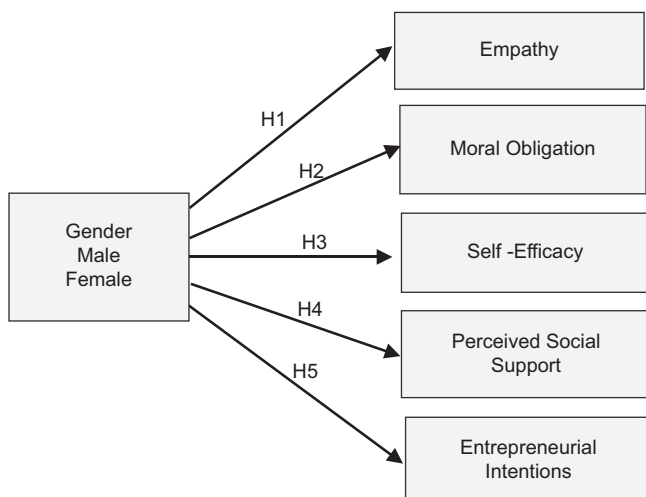 Empathy
H1
Moral Obligation
H2
Gender
Male
Female
H3
Self -Efficacy
H4
Perceived Social
Support
H5
Entrepreneurial
Intentions